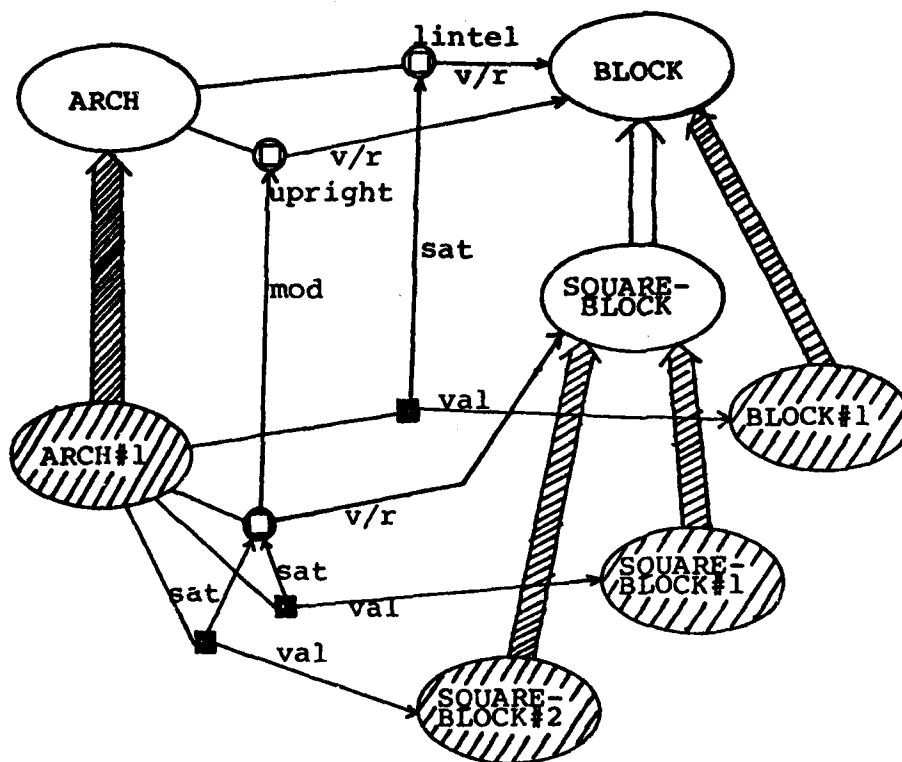 lintel
v/r
BLOCK
ARCH
v/r
upright
sat
mod
SQUARE-
BLOCK
val
BLOCK#1
ARCH#1
v/r
sat
SQUARE-
BLOCK#1
sat
val
val
SQUARE-
BLOCK#2